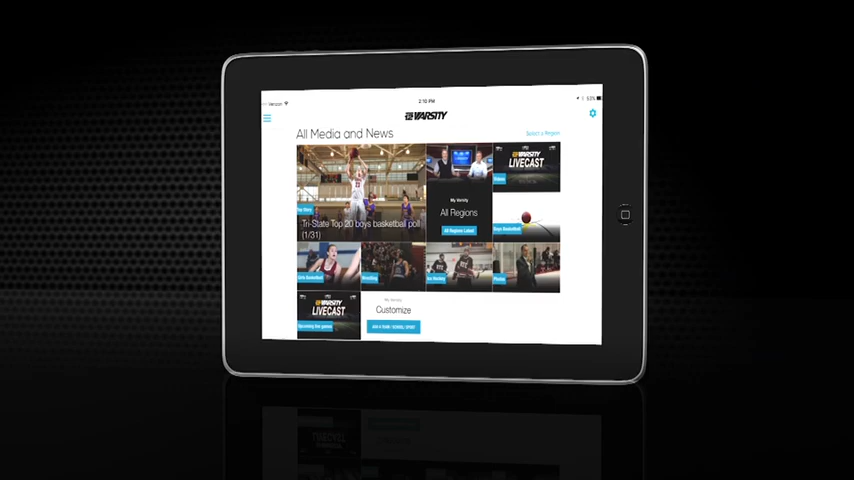 Verizon
2:10 PM
53%
VARSITY
All Media and News
Select a Region
Top Story
Tri-State Top 20 boys basketball poll
(1/31)
My Varsity
All Regions
All Regions Latest
VARSITY
LIVECAST
Videos
Boys Basketball
Girls Basketball
Wrestling
Ice Hockey
Photos
VARSITY
LIVECAST
Upcoming live games
My Varsity
Customize
ADD A TEAM / SCHOOL / SPORT